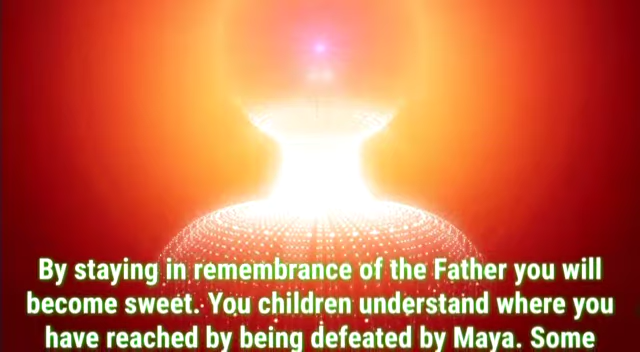 By staying in remembrance of the Father you will
become sweet. You children understand where you
have reached by being defeated by Maya. Some